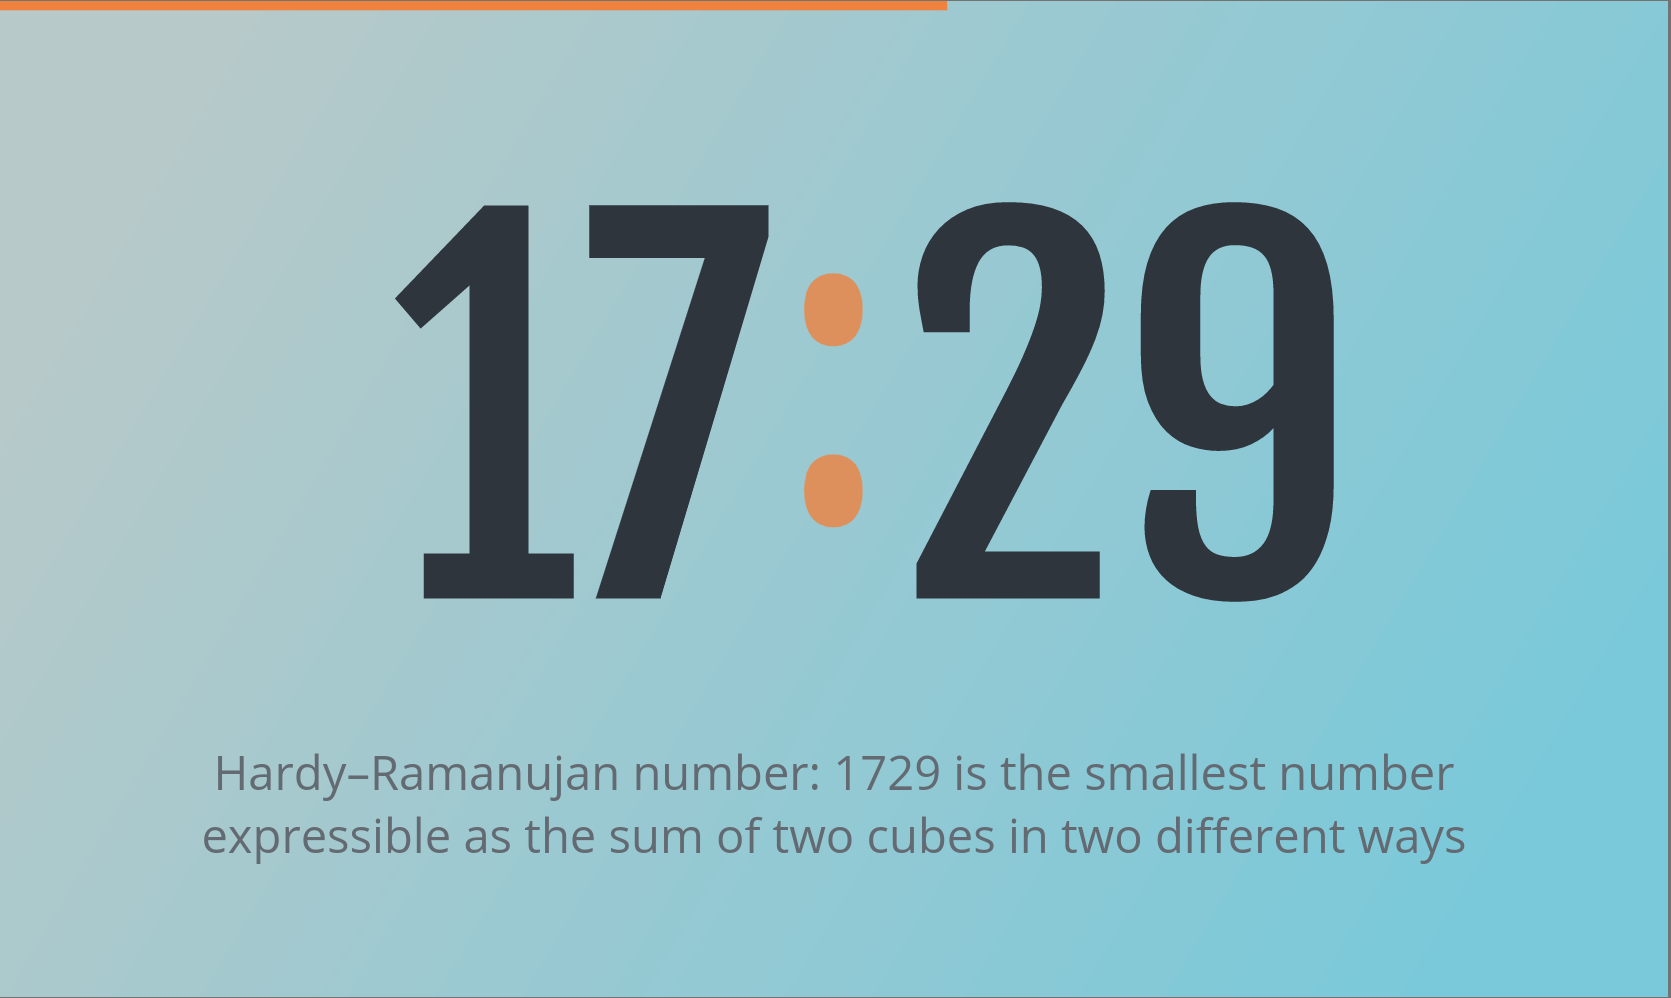 17:29
Hardy–Ramanujan number: 1729 is the smallest number
expressible as the sum of two cubes in two different ways